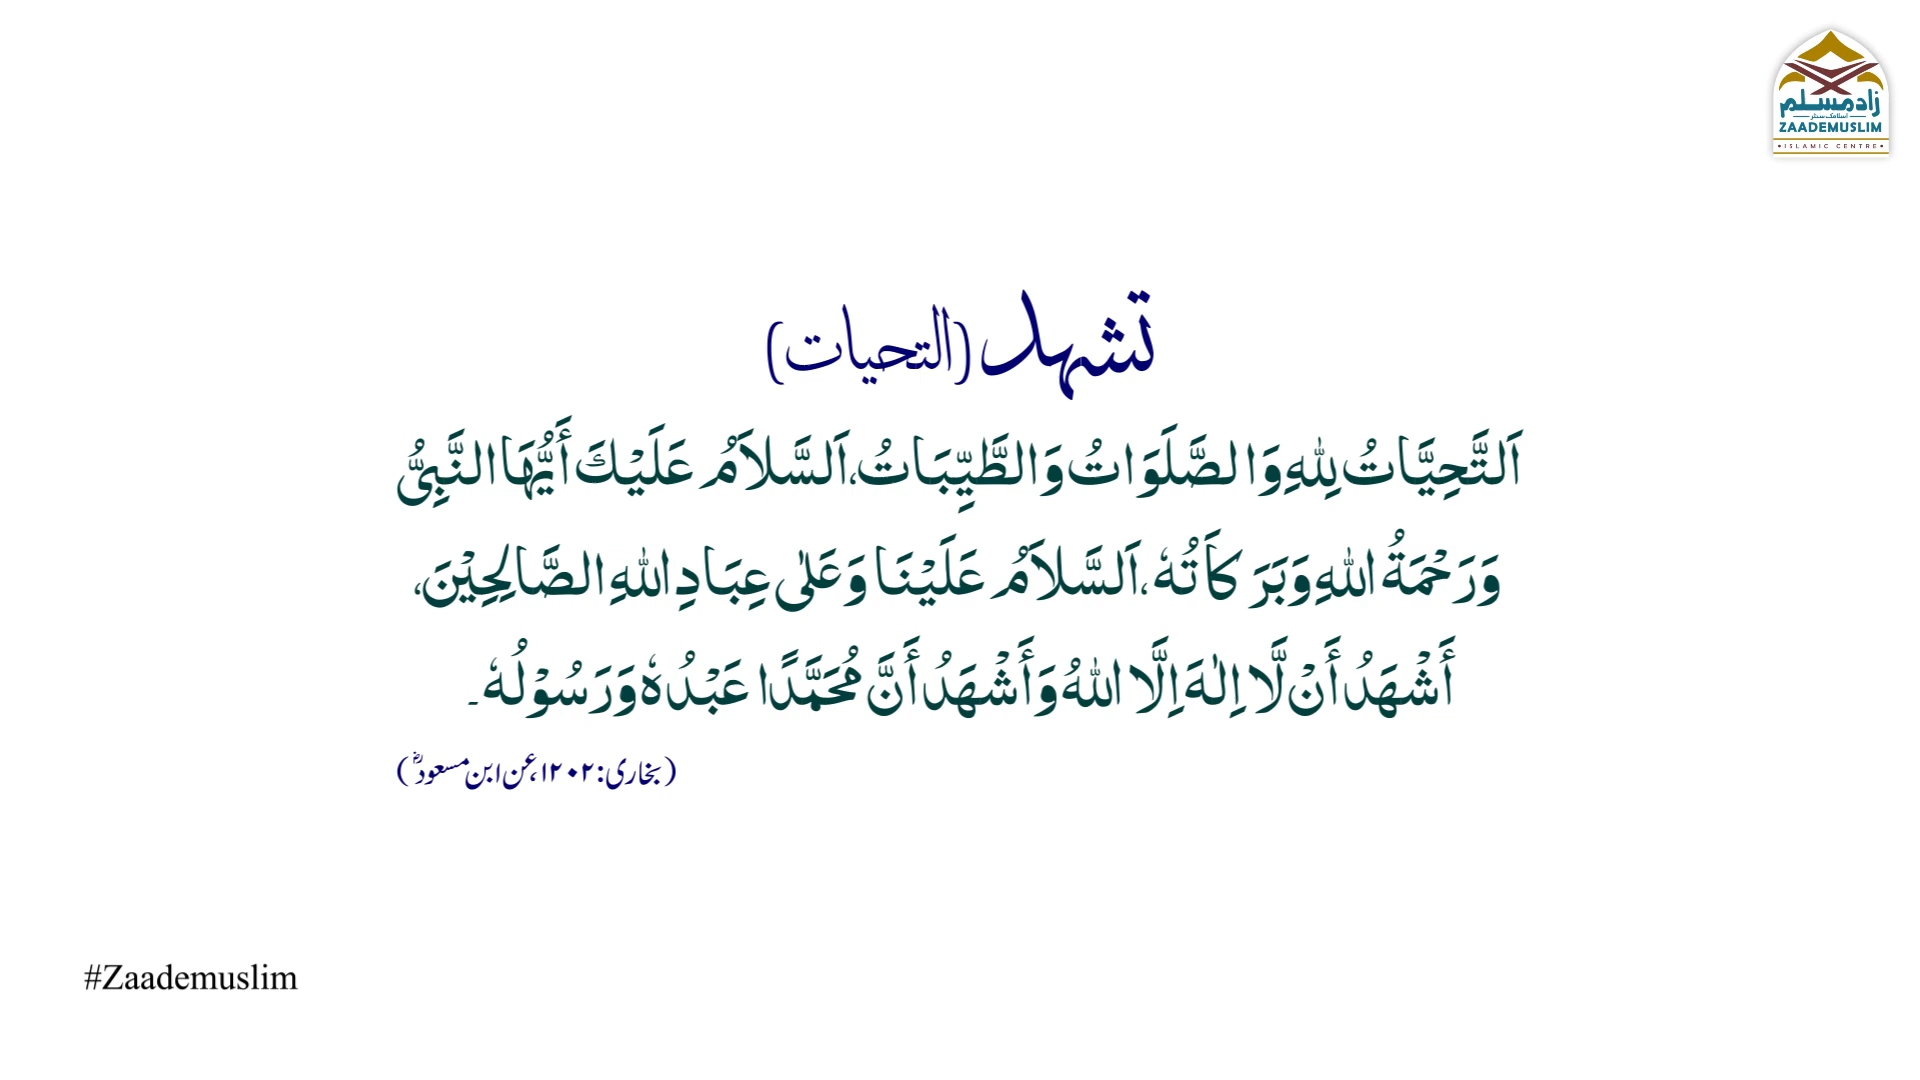 زادمسلم
اسلامک سنٹر
ZAADEMUSLIM
•ISLAMIC CENTRE•
تشہد (التحیات)
اَلتَّحِيَّاتُ لِلّٰهِ وَالصَّلَوَاتُ وَالطَّيِّبَاتُ، اَلسَّلَامُ عَلَيْكَ أَيُّهَا النَّبِيُّ
وَرَحْمَةُ اللّٰهِ وَبَرَكَاتُهٗ، اَلسَّلَامُ عَلَيْنَا وَعَلٰى عِبَادِ اللّٰهِ الصَّالِحِيْنَ،
أَشْهَدُ أَنْ لَّا اِلٰهَ اِلَّا اللّٰهُ وَأَشْهَدُ أَنَّ مُحَمَّدًا عَبْدُهٗ وَرَسُوْلُهٗ۔
(بخاری: ۱۲۰۲، عن ابن مسعودؓ)
#Zaademuslim